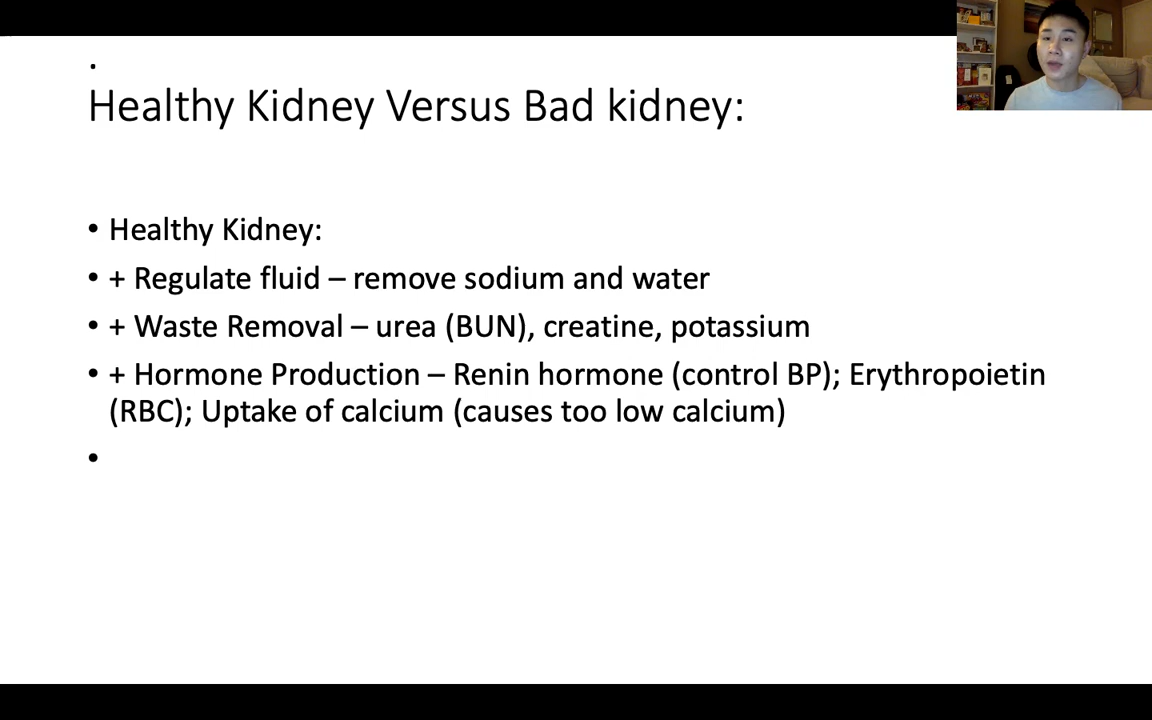 .
Healthy Kidney Versus Bad kidney:
• Healthy Kidney:
• + Regulate fluid – remove sodium and water
• + Waste Removal – urea (BUN), creatine, potassium
• + Hormone Production – Renin hormone (control BP); Erythropoietin
(RBC); Uptake of calcium (causes too low calcium)
•